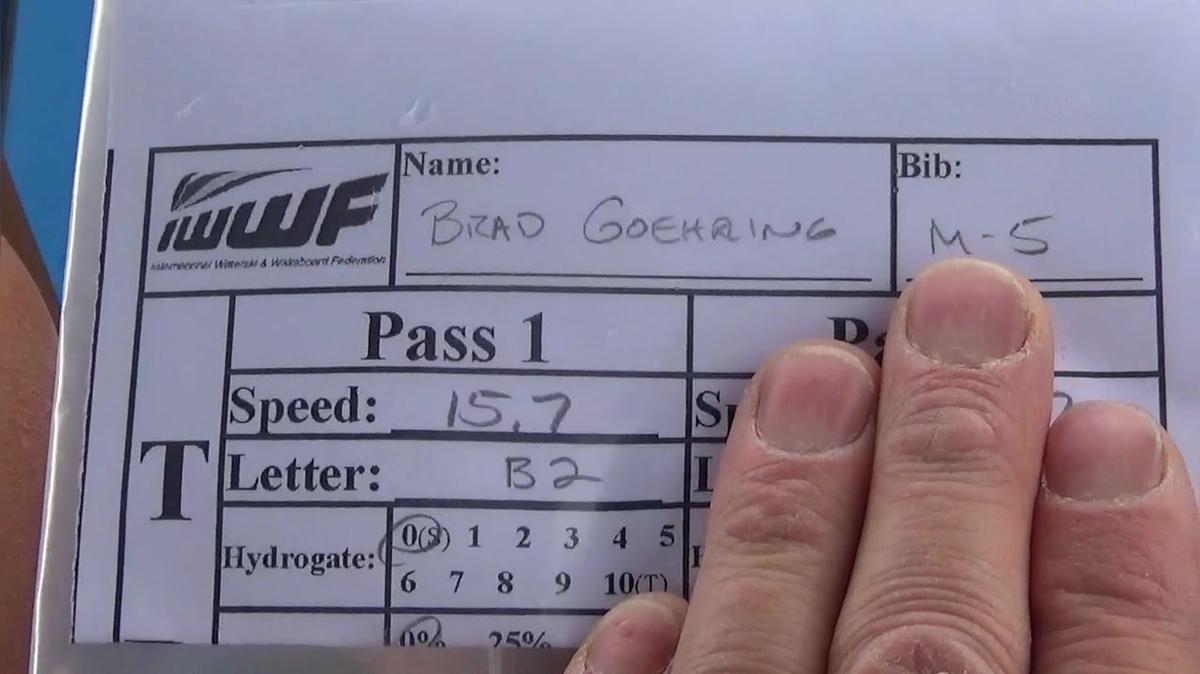 IWWF
International Waterski & Wakeboard Federation
Name:
BRAD GOEHRING
Bib:
M-5
Pass 1
Speed: 15.7
T
Letter: B2
Hydrogate:
0(S) 1 2 3 4 5
6 7 8 9 10(T)
0% 25%